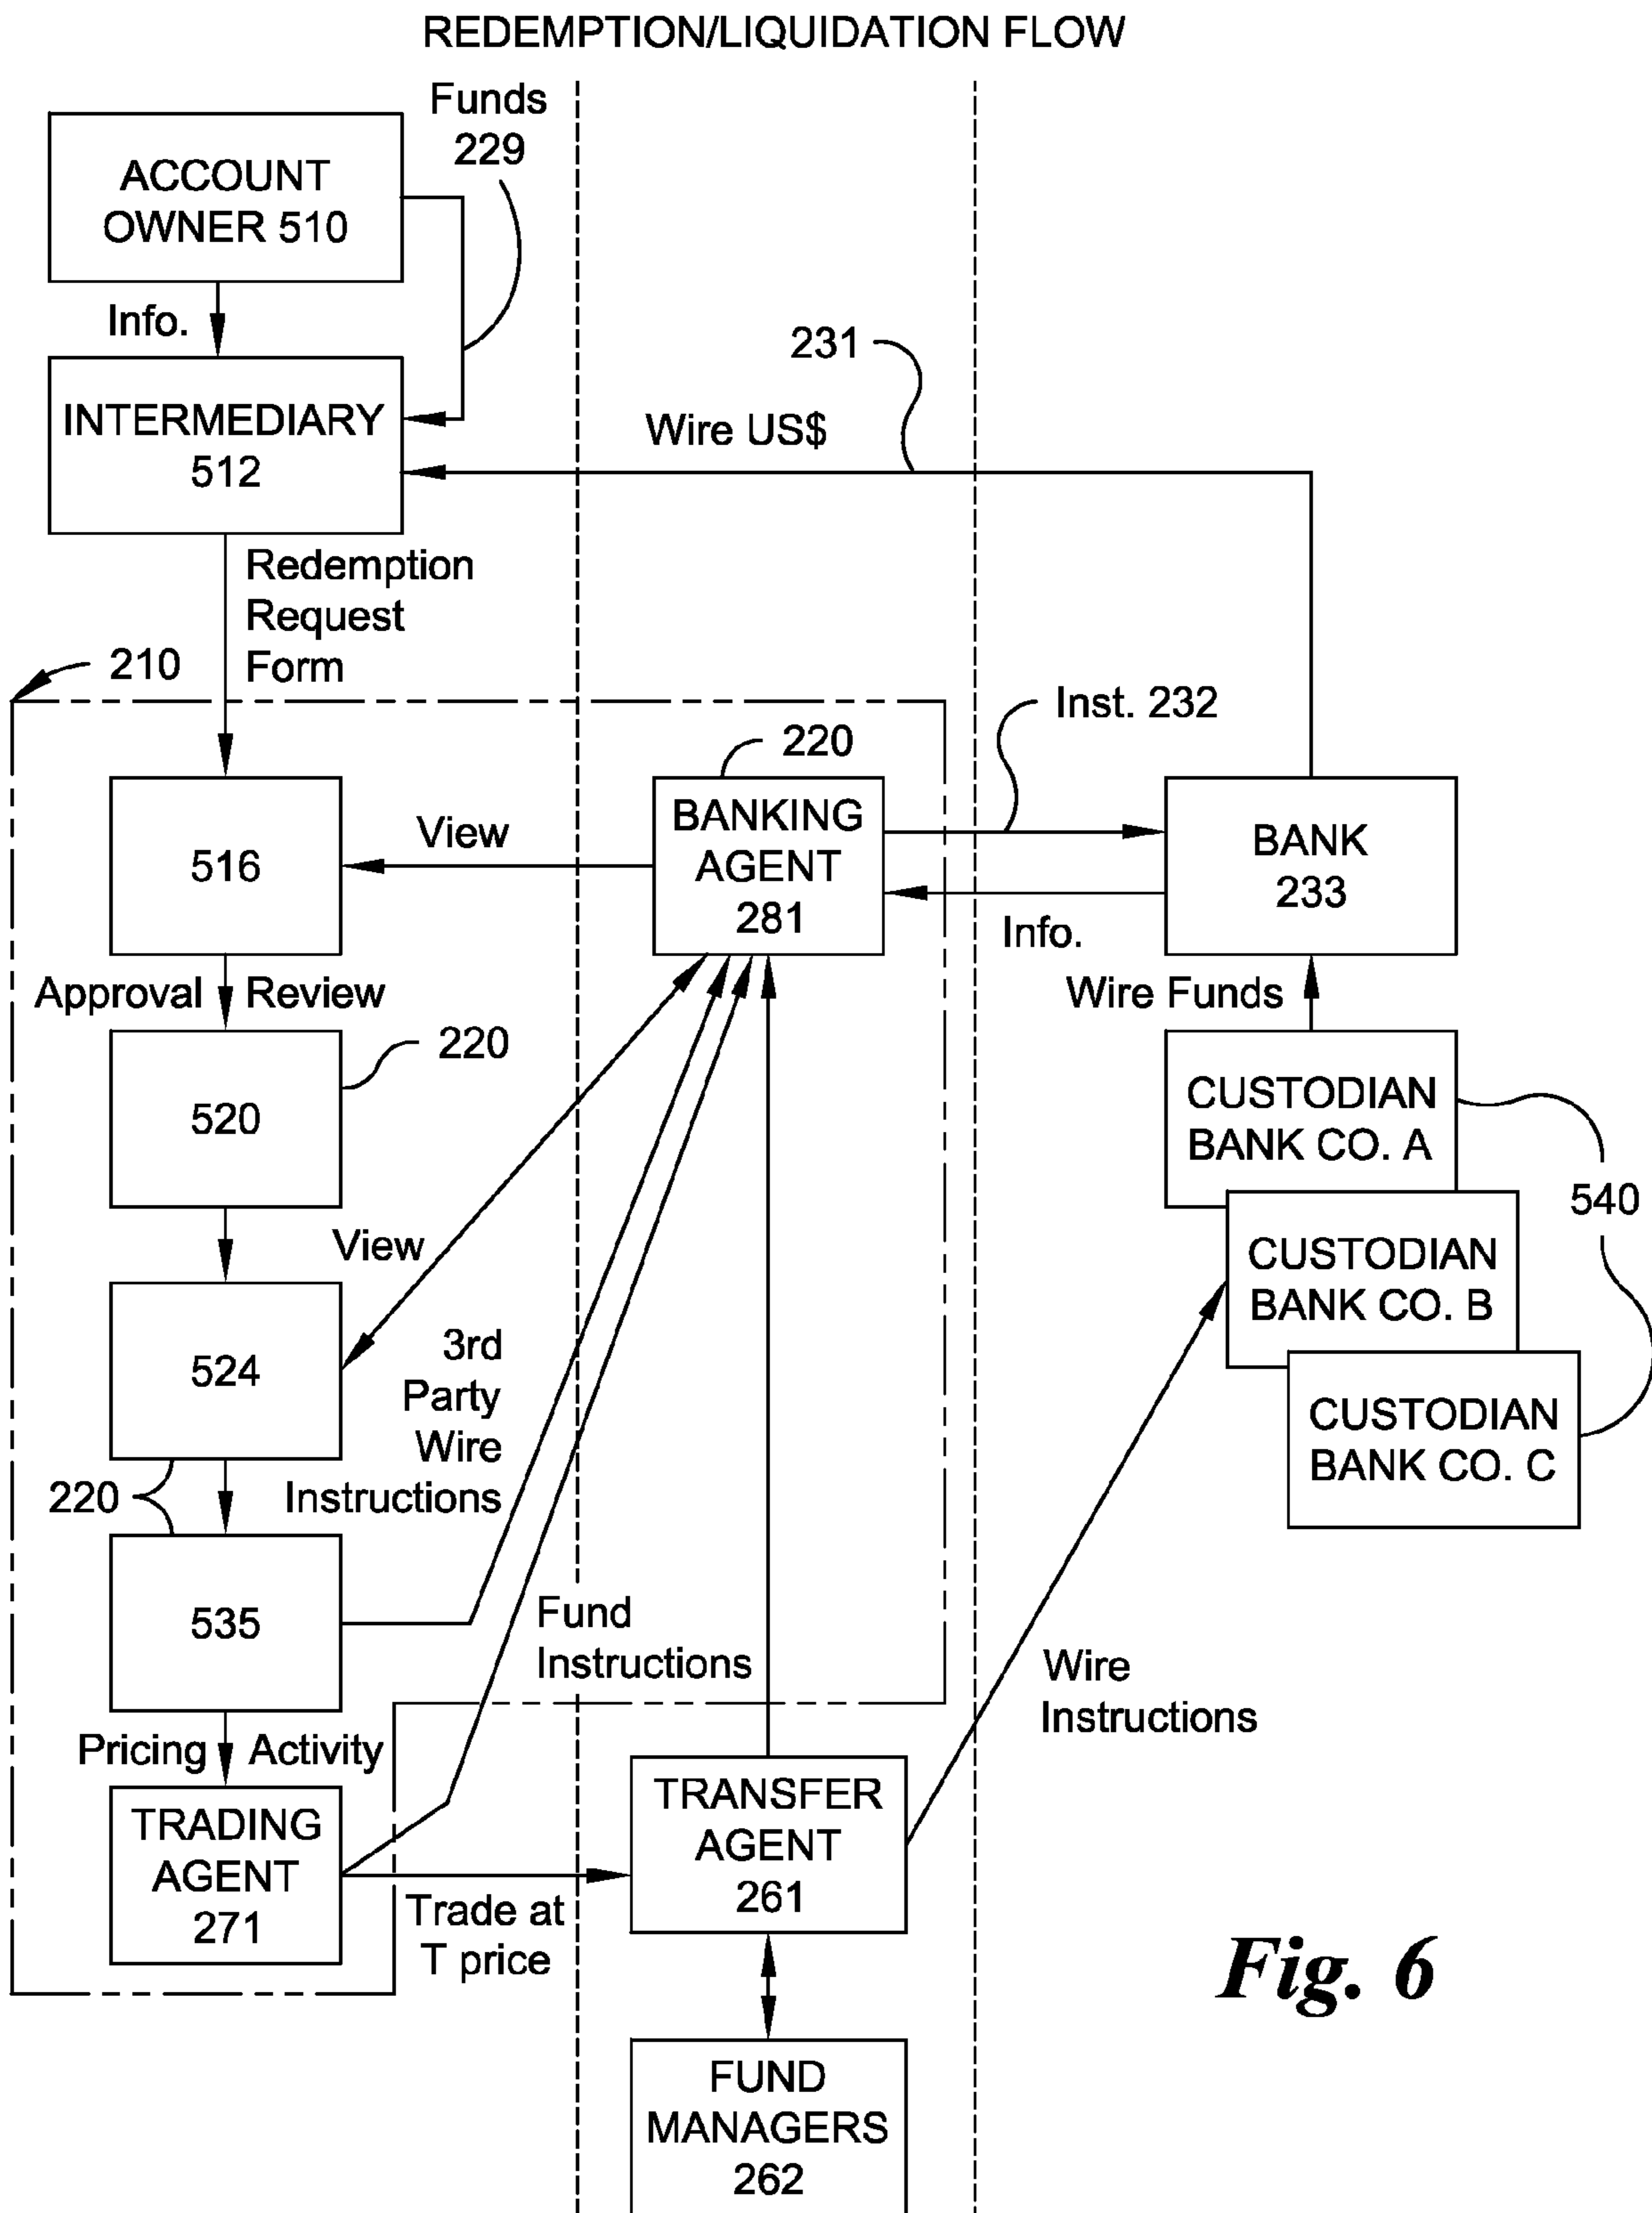 REDEMPTION/LIQUIDATION FLOW
Funds
229
ACCOUNT
OWNER 510
Info.
INTERMEDIARY
512
231
Wire US$
Redemption
Request
Form
210
Inst. 232
220
516
View
BANKING
AGENT
281
BANK
233
Info.
Approval
Review
Wire Funds
220
520
CUSTODIAN
BANK CO. A
540
View
CUSTODIAN
BANK CO. B
524
3rd
Party
Wire
Instructions
CUSTODIAN
BANK CO. C
220
535
Fund
Instructions
Wire
Instructions
Pricing
Activity
TRADING
AGENT
271
TRANSFER
AGENT
261
Trade at
T price
Fig. 6
FUND
MANAGERS
262